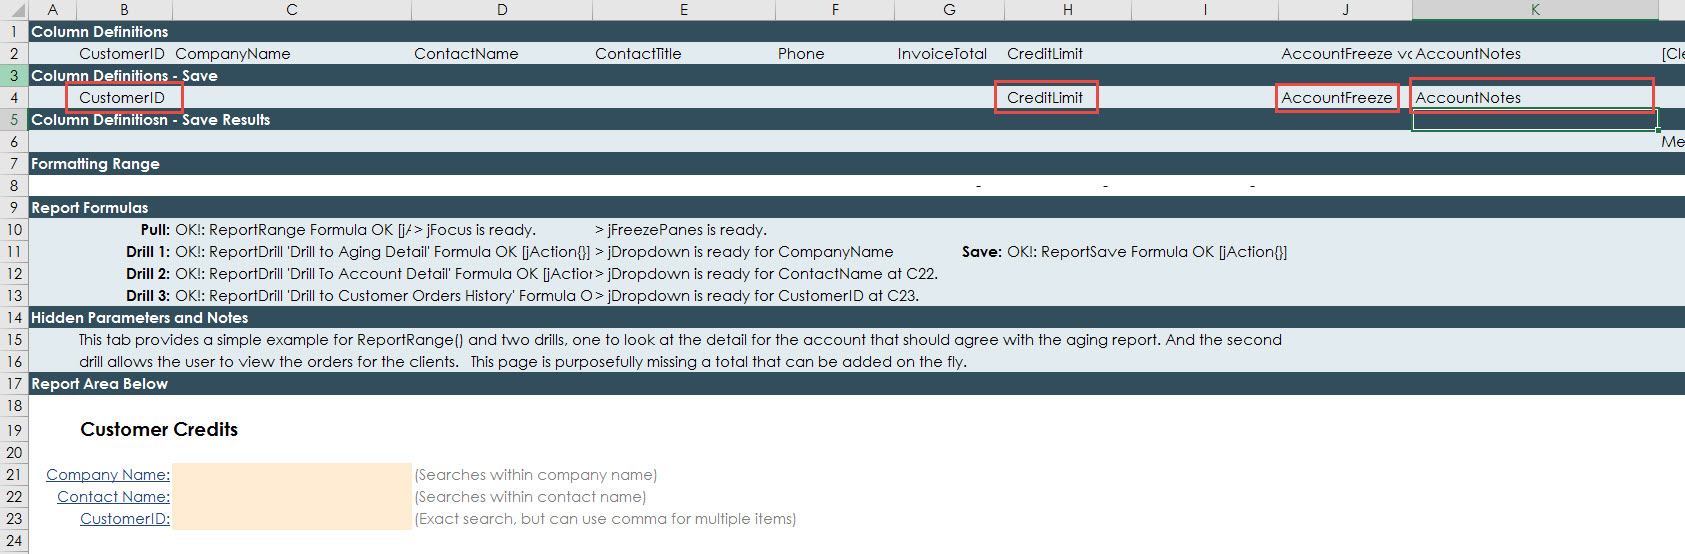 A B C D E F G H I J K
1 Column Definitions
2 CustomerID CompanyName ContactName ContactTitle Phone InvoiceTotal CreditLimit AccountFreeze vc AccountNotes [Cle
3 Column Definitions - Save
4 CustomerID CreditLimit AccountFreeze AccountNotes
5 Column Definitiosn - Save Results
6 Me
7 Formatting Range
8 - - -
9 Report Formulas
10 Pull: OK!: ReportRange Formula OK [j/ > jFocus is ready. > jFreezePanes is ready.
11 Drill 1: OK!: ReportDrill 'Drill to Aging Detail' Formula OK [jAction{}] > jDropdown is ready for CompanyName Save: OK!: ReportSave Formula OK [jAction{}]
12 Drill 2: OK!: ReportDrill 'Drill To Account Detail' Formula OK [jAction > jDropdown is ready for ContactName at C22.
13 Drill 3: OK!: ReportDrill 'Drill to Customer Orders History' Formula O > jDropdown is ready for CustomerID at C23.
14 Hidden Parameters and Notes
15 This tab provides a simple example for ReportRange() and two drills, one to look at the detail for the account that should agree with the aging report. And the second
16 drill allows the user to view the orders for the clients. This page is purposefully missing a total that can be added on the fly.
17 Report Area Below
18
19 Customer Credits
20
21 Company Name: (Searches within company name)
22 Contact Name: (Searches within contact name)
23 CustomerID: (Exact search, but can use comma for multiple items)
24